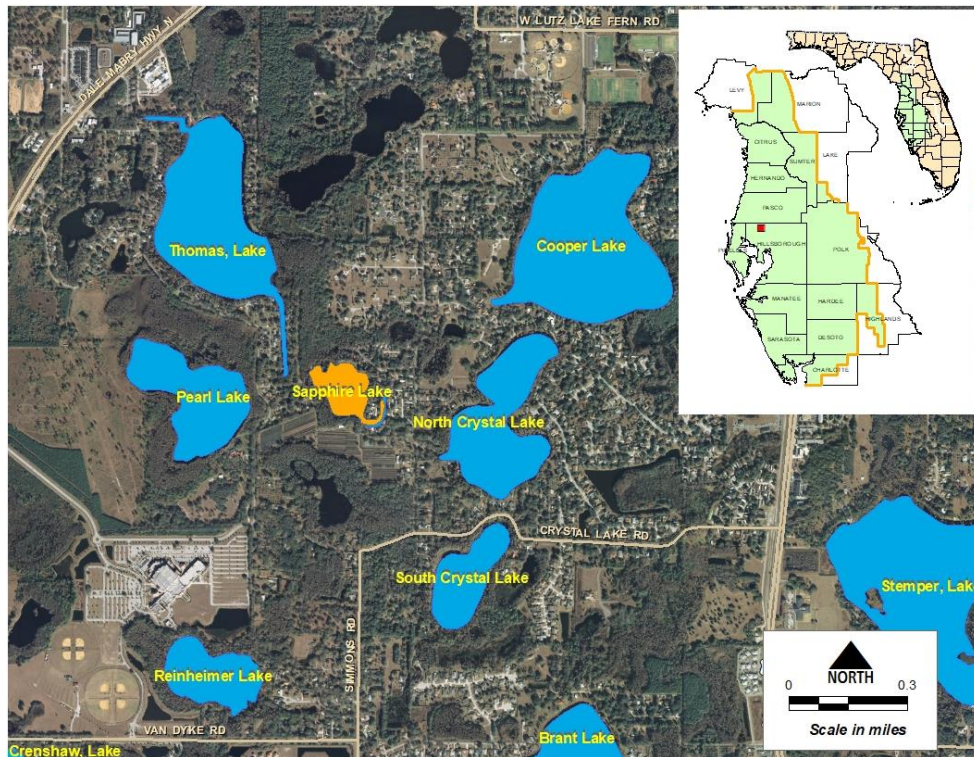 W LUTZ LAKE FERN RD
DALE MABRY HWY N
LEVY
MARION
CITRUS
SUMTER
LAKE
HERNANDO
PASCO
HILLSBOROUGH
POLK
MANATEE
HARDEE
HIGHLANDS
SARASOTA
DESOTO
CHARLOTTE
Thomas, Lake
Cooper Lake
Pearl Lake
Sapphire Lake
North Crystal Lake
CRYSTAL LAKE RD
South Crystal Lake
Stemper, Lake
SIMMONS RD
Reinheimer Lake
VAN DYKE RD
Crenshaw, Lake
Brant Lake
NORTH
0 0.3
Scale in miles